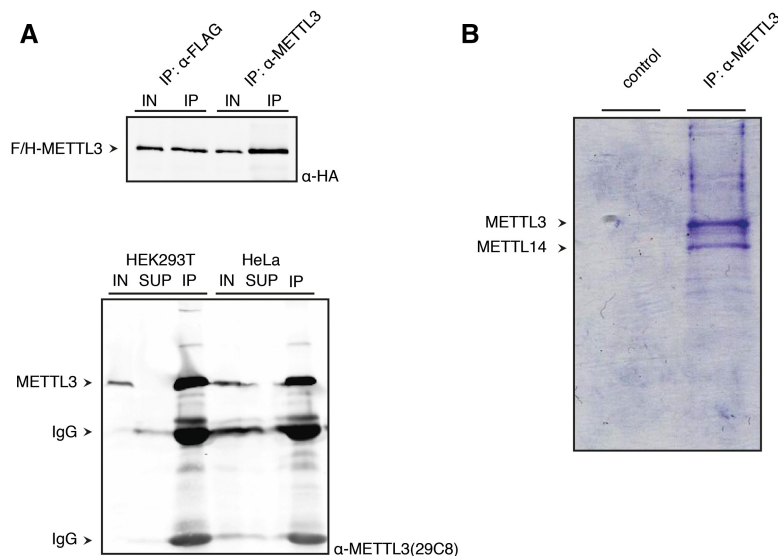 A
IP: α-FLAG
IP: α-METTL3
IN IP IN IP
F/H-METTL3
α-HA
HEK293T HeLa
IN SUP IP IN SUP IP
METTL3
IgG
IgG
α-METTL3(29C8)
B
control
IP: α-METTL3
METTL3
METTL14